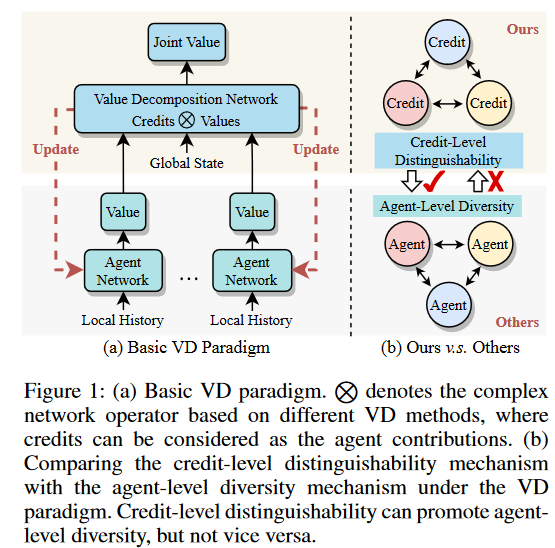 Ours
Joint Value
Value Decomposition Network
Credits ⊗ Values
Update
Update
Global State
Value
Value
Agent
Network
...
Agent
Network
Local History
Local History
(a) Basic VD Paradigm
Credit
Credit
Credit
Credit-Level
Distinguishability
Agent-Level Diversity
Agent
Agent
Agent
Others
(b) Ours v.s. Others
Figure 1: (a) Basic VD paradigm. ⊗ denotes the complex
network operator based on different VD methods, where
credits can be considered as the agent contributions. (b)
Comparing the credit-level distinguishability mechanism
with the agent-level diversity mechanism under the VD
paradigm. Credit-level distinguishability can promote agent-
level diversity, but not vice versa.